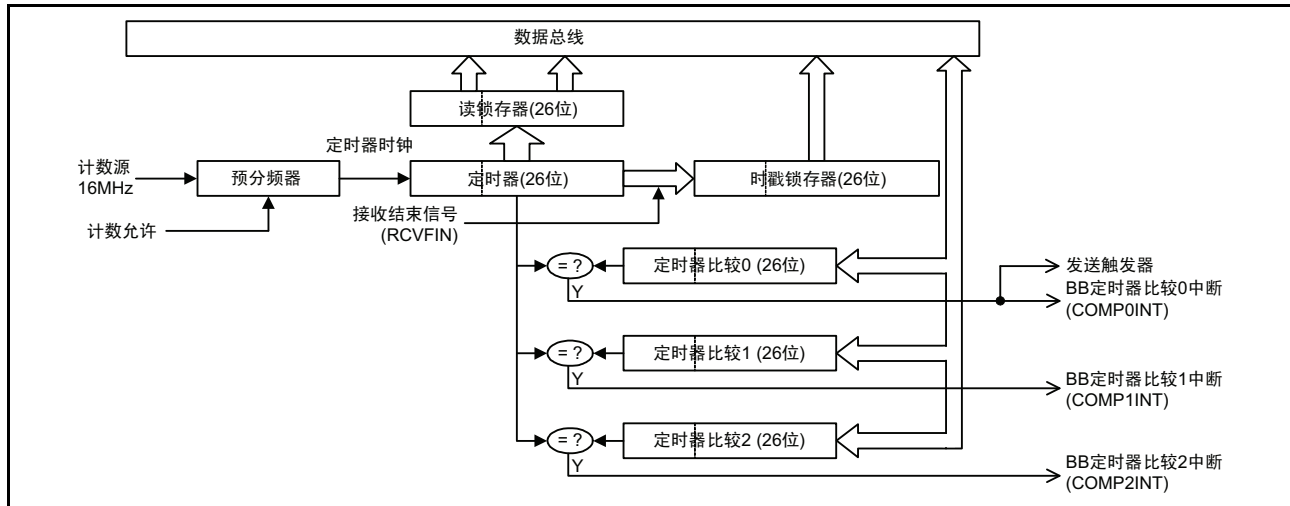 数据总线
读锁存器(26位)
定时器时钟
计数源
16MHz
预分频器
定时器(26位)
时戳锁存器(26位)
接收结束信号
(RCVFIN)
计数允许
= ?
定时器比较0 (26位)
发送触发器
Y
BB定时器比较0中断
(COMP0INT)
= ?
定时器比较1 (26位)
Y
BB定时器比较1中断
(COMP1INT)
= ?
定时器比较2 (26位)
Y
BB定时器比较2中断
(COMP2INT)